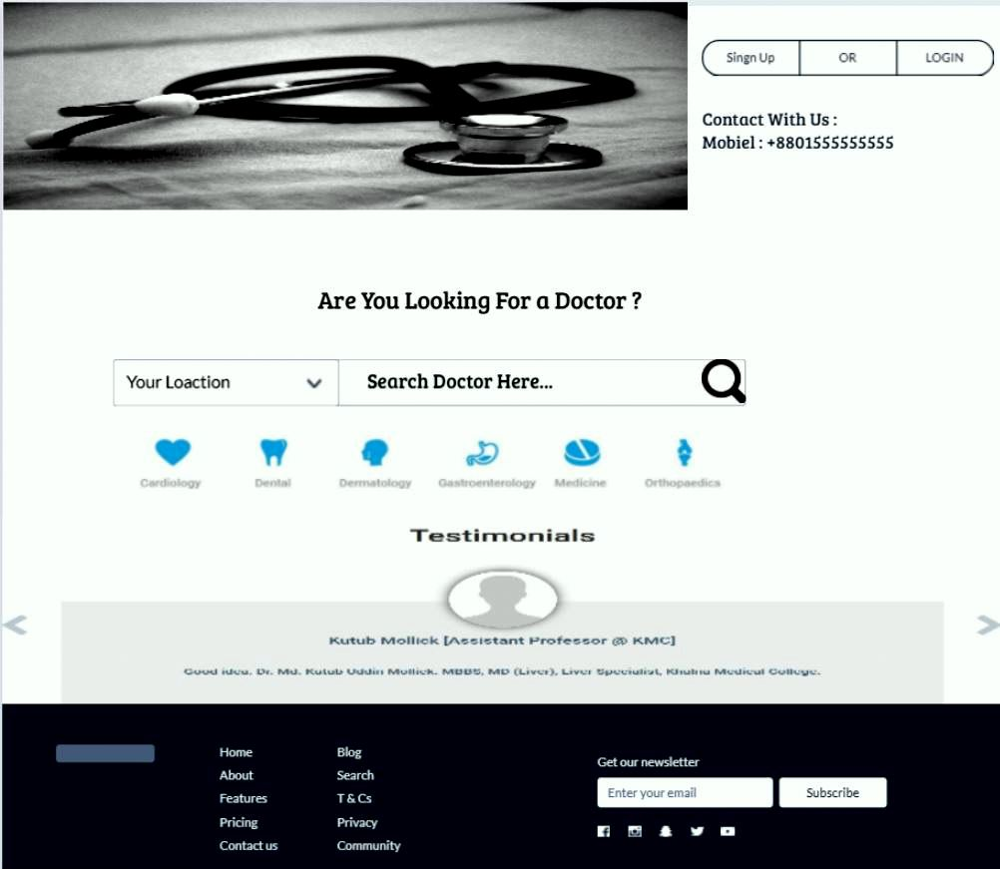 Singn Up OR LOGIN
Contact With Us :
Mobiel : +8801555555555
Are You Looking For a Doctor ?
Your Loaction Search Doctor Here...
Cardiology Dental Dermatology Gastroenterology Medicine Orthopaedics
Testimonials
Kutub Mollick [Assistant Professor @ KMC]
Good idea. Dr. Md. Kutub Uddin Mollick. MBBS, MD (Liver), Liver Specialist, Khulna Medical College.
Home Blog
About Search
Features T & Cs
Pricing Privacy
Contact us Community
Get our newsletter
Enter your email Subscribe